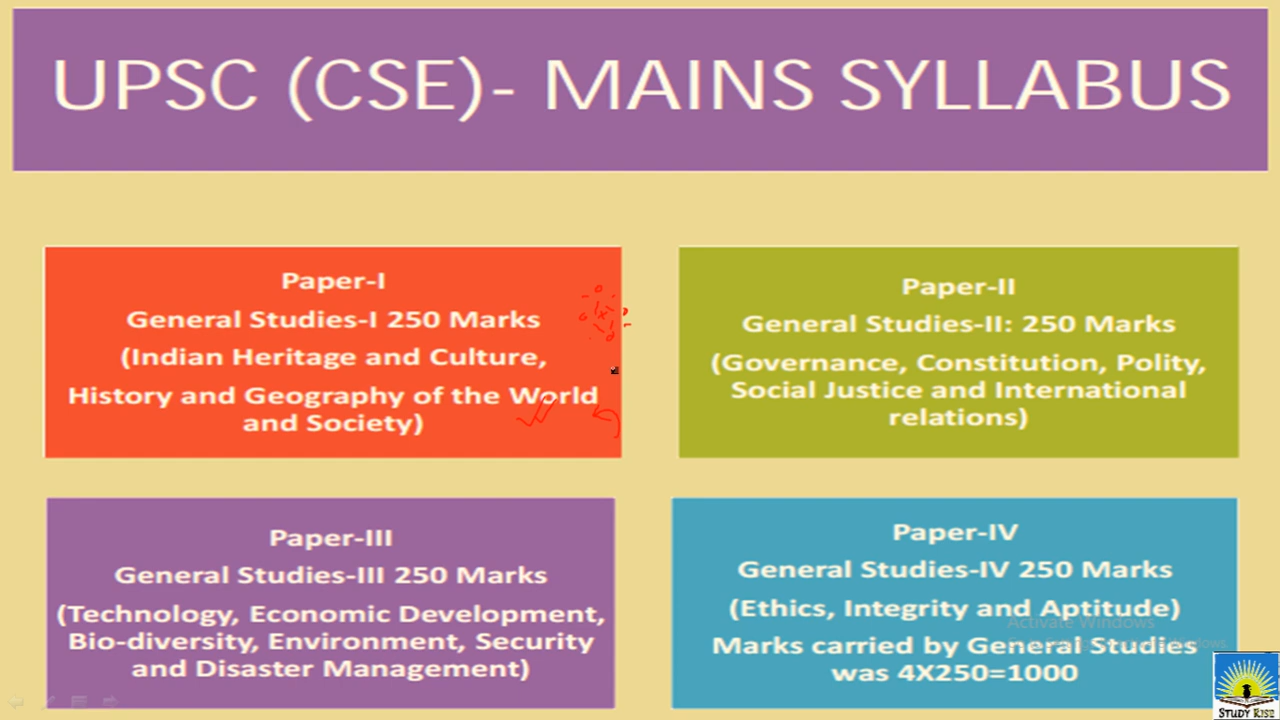 UPSC (CSE)- MAINS SYLLABUS
Paper-I
General Studies-I 250 Marks
(Indian Heritage and Culture,
History and Geography of the World
and Society)
Paper-II
General Studies-II: 250 Marks
(Governance, Constitution, Polity,
Social Justice and International
relations)
Paper-III
General Studies-III 250 Marks
(Technology, Economic Development,
Bio-diversity, Environment, Security
and Disaster Management)
Paper-IV
General Studies-IV 250 Marks
(Ethics, Integrity and Aptitude)
Marks carried by General Studies
was 4X250=1000
Activate Windows
STUDY RISE